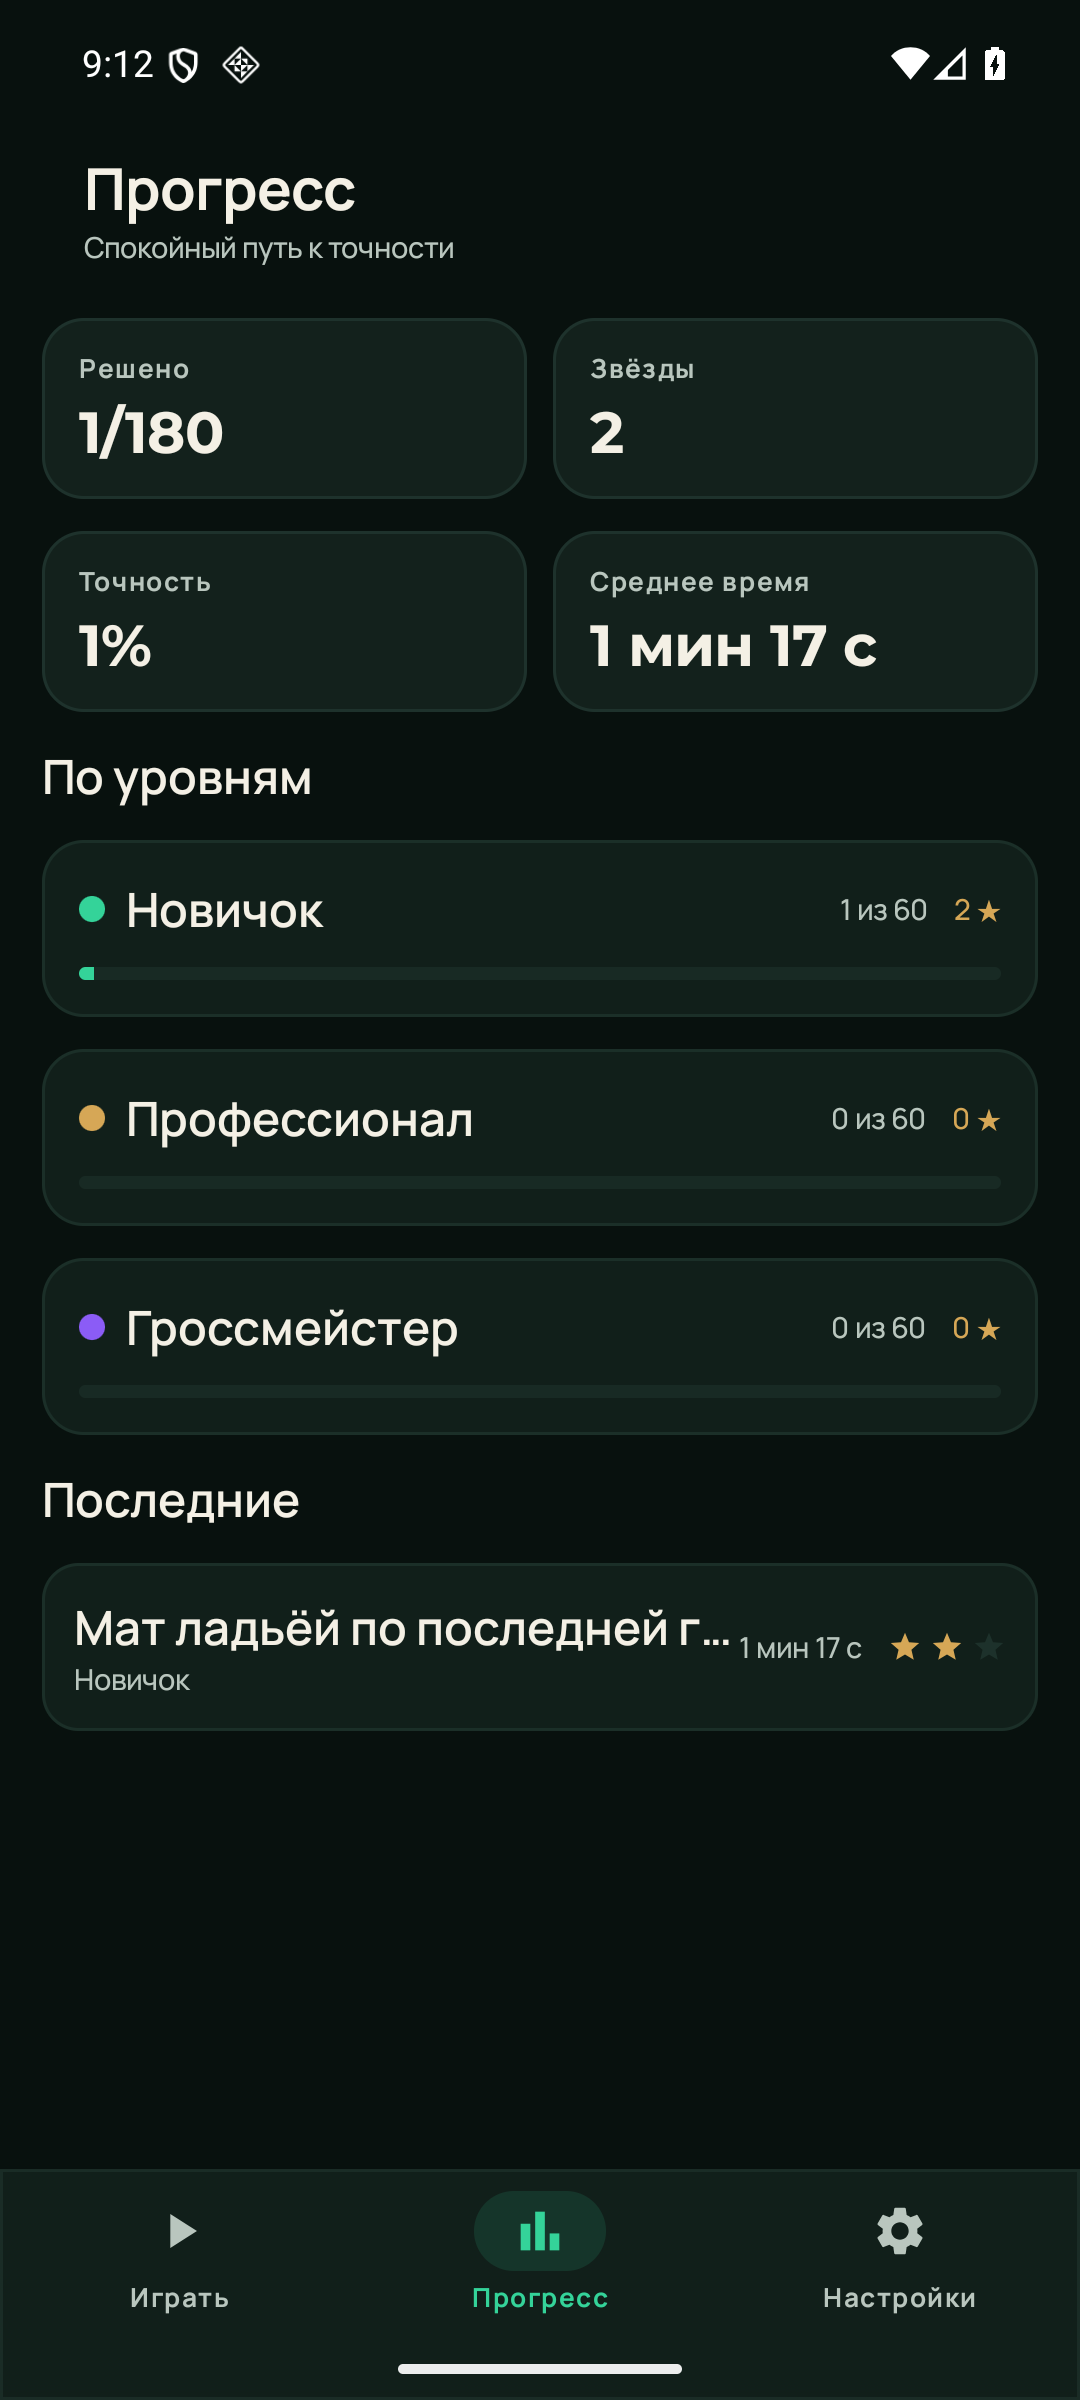 9:12
Прогресс
Спокойный путь к точности
Решено
1/180
Звёзды
2
Точность
1%
Среднее время
1 мин 17 с
По уровням
Новичок
1 из 60 2 ★
Профессионал
0 из 60 0 ★
Гроссмейстер
0 из 60 0 ★
Последние
Мат ладьёй по последней г...
1 мин 17 с
Новичок
Играть
Прогресс
Настройки